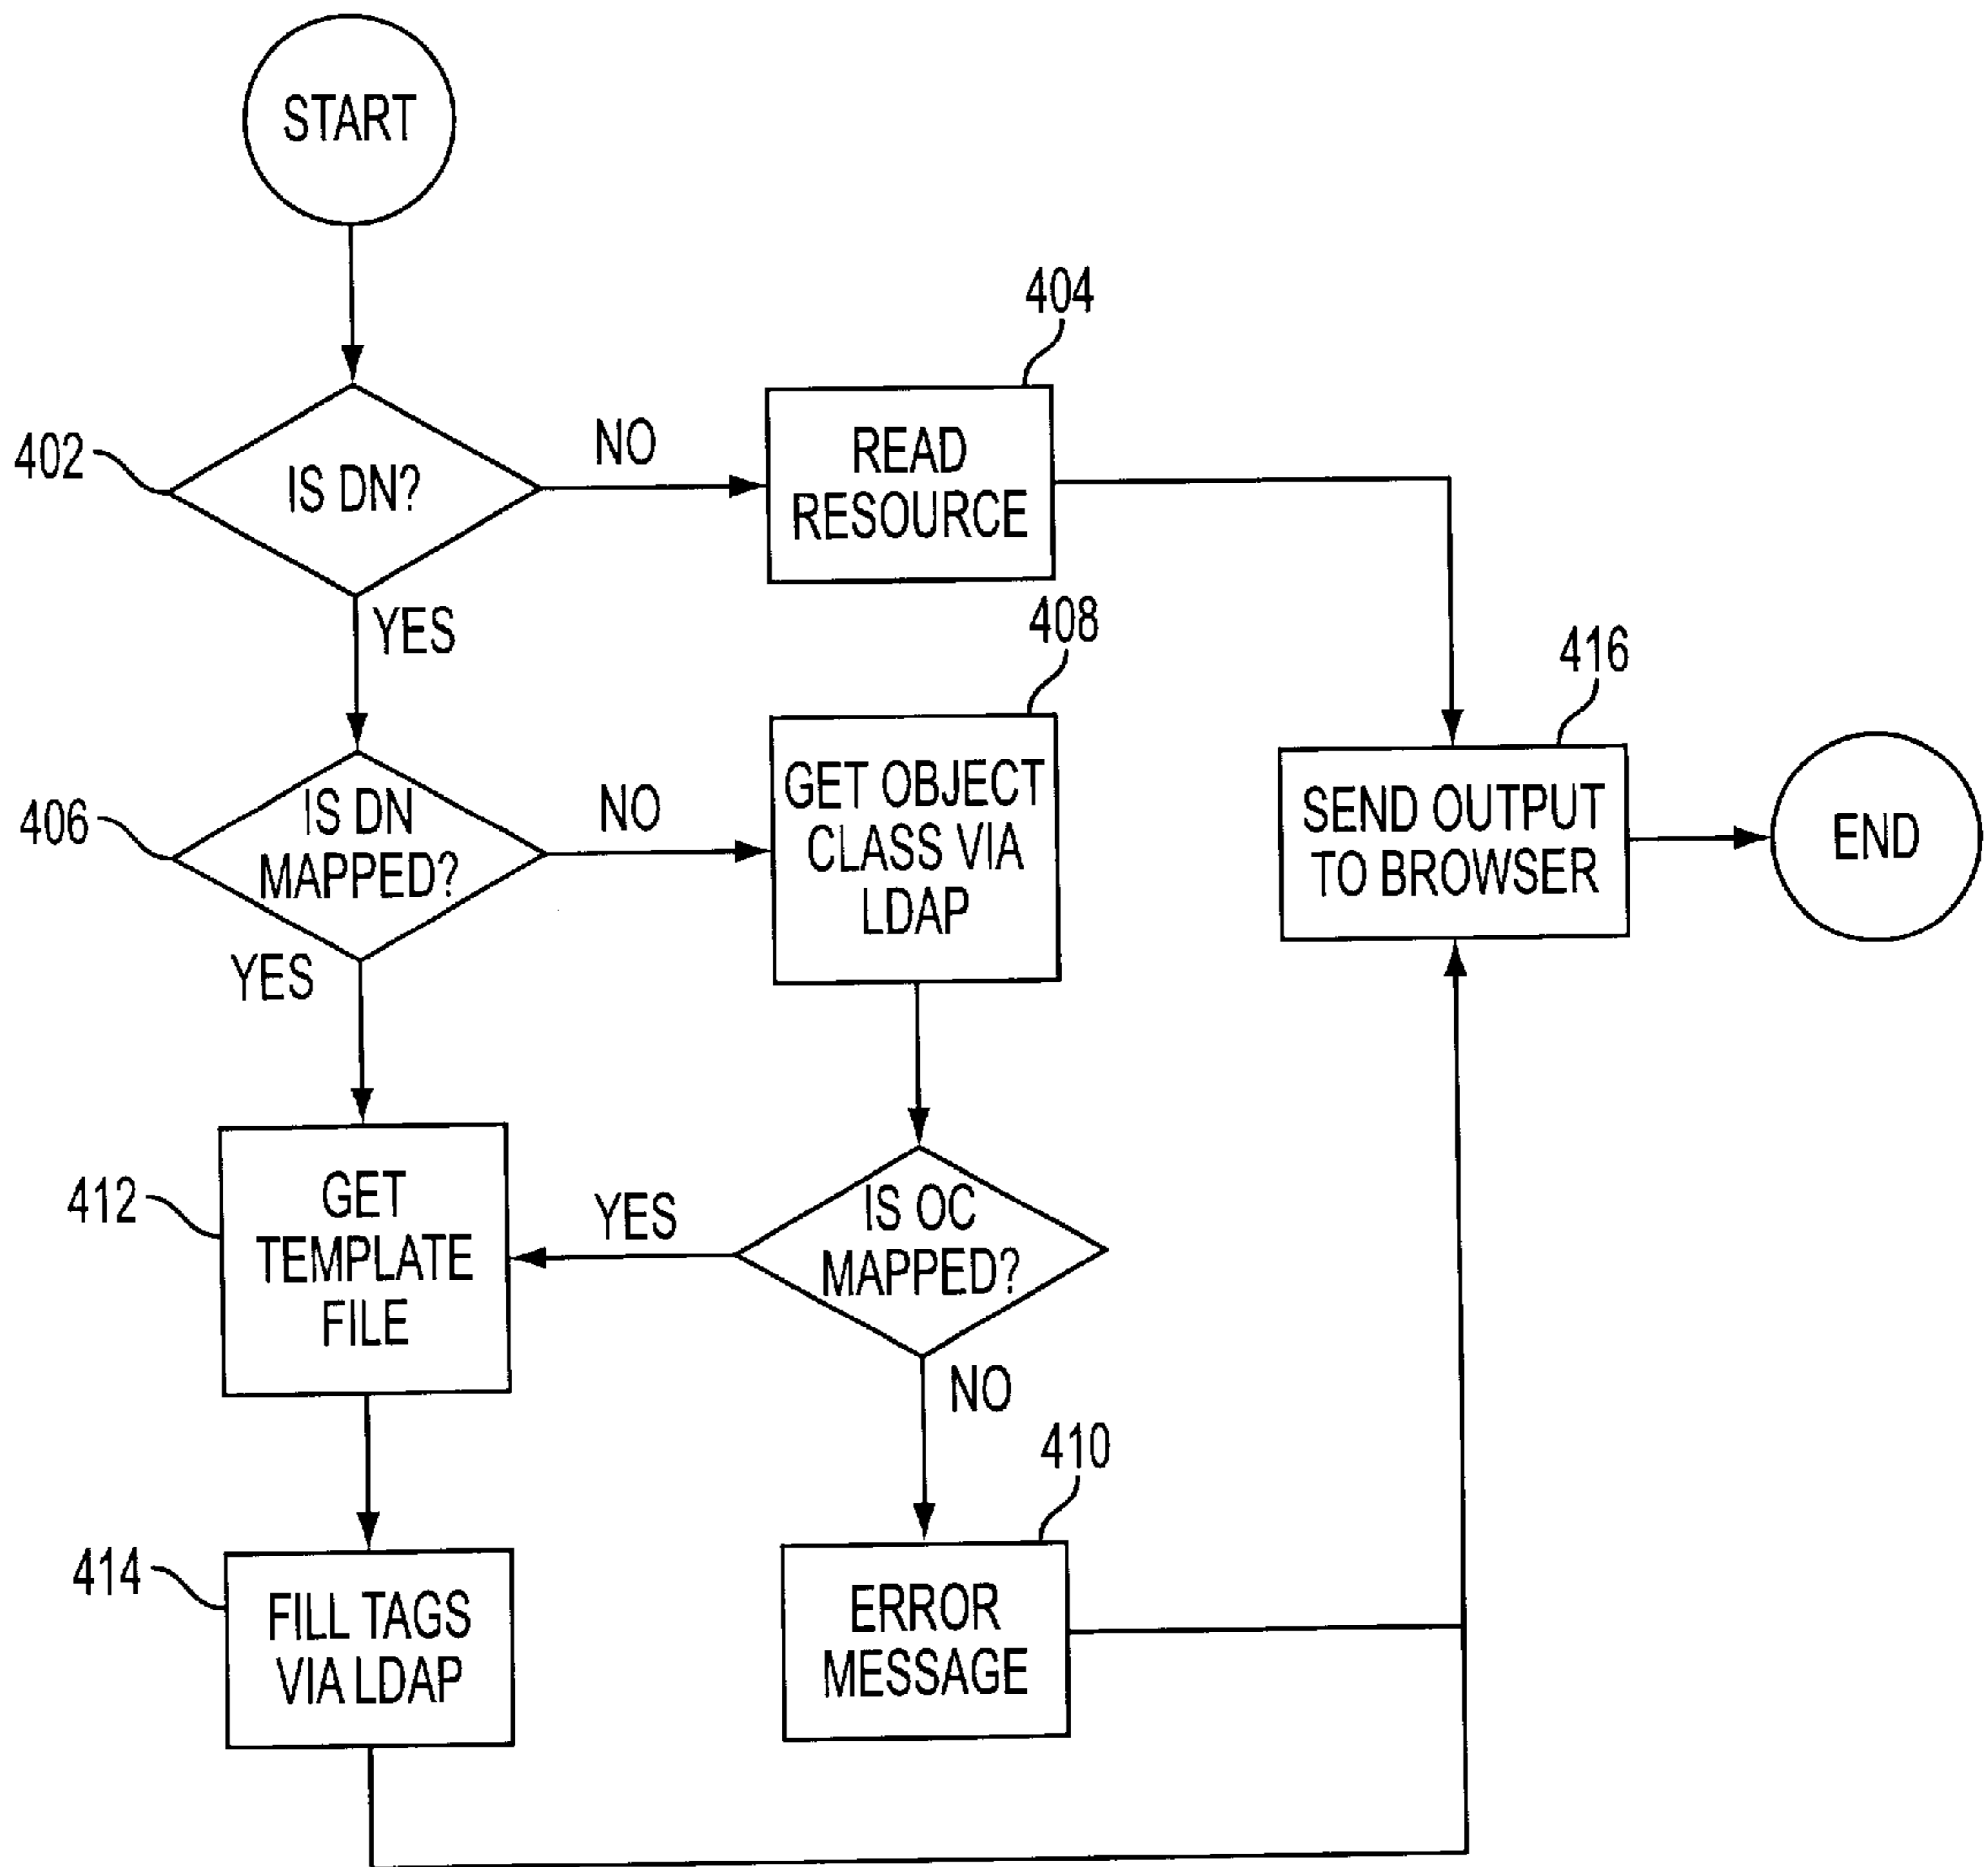 START
404
402
IS DN?
NO
READ
RESOURCE
YES
408
416
406
IS DN
MAPPED?
NO
GET OBJECT
CLASS VIA
LDAP
SEND OUTPUT
TO BROWSER
END
YES
412
GET
TEMPLATE
FILE
YES
IS OC
MAPPED?
NO
410
414
FILL TAGS
VIA LDAP
ERROR
MESSAGE